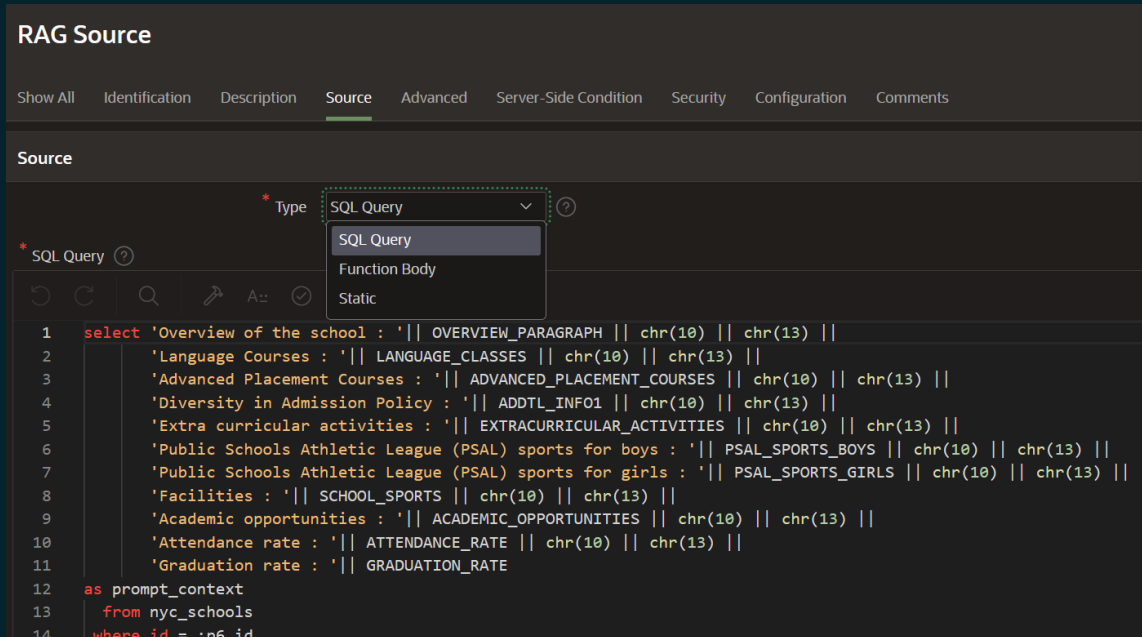 RAG Source
Show All Identification Description Source Advanced Server-Side Condition Security Configuration Comments
Source
* Type SQL Query ?
SQL Query
Function Body
Static
* SQL Query ?
A::
1 select 'Overview of the school : '|| OVERVIEW_PARAGRAPH || chr(10) || chr(13) ||
2 'Language Courses : '|| LANGUAGE_CLASSES || chr(10) || chr(13) ||
3 'Advanced Placement Courses : '|| ADVANCED_PLACEMENT_COURSES || chr(10) || chr(13) ||
4 'Diversity in Admission Policy : '|| ADDTL_INFO1 || chr(10) || chr(13) ||
5 'Extra curricular activities : '|| EXTRACURRICULAR_ACTIVITIES || chr(10) || chr(13) ||
6 'Public Schools Athletic League (PSAL) sports for boys : '|| PSAL_SPORTS_BOYS || chr(10) || chr(13) ||
7 'Public Schools Athletic League (PSAL) sports for girls : '|| PSAL_SPORTS_GIRLS || chr(10) || chr(13) ||
8 'Facilities : '|| SCHOOL_SPORTS || chr(10) || chr(13) ||
9 'Academic opportunities : '|| ACADEMIC_OPPORTUNITIES || chr(10) || chr(13) ||
10 'Attendance rate : '|| ATTENDANCE_RATE || chr(10) || chr(13) ||
11 'Graduation rate : '|| GRADUATION_RATE
12 as prompt_context
13 from nyc_schools
14 where id = :p6_id